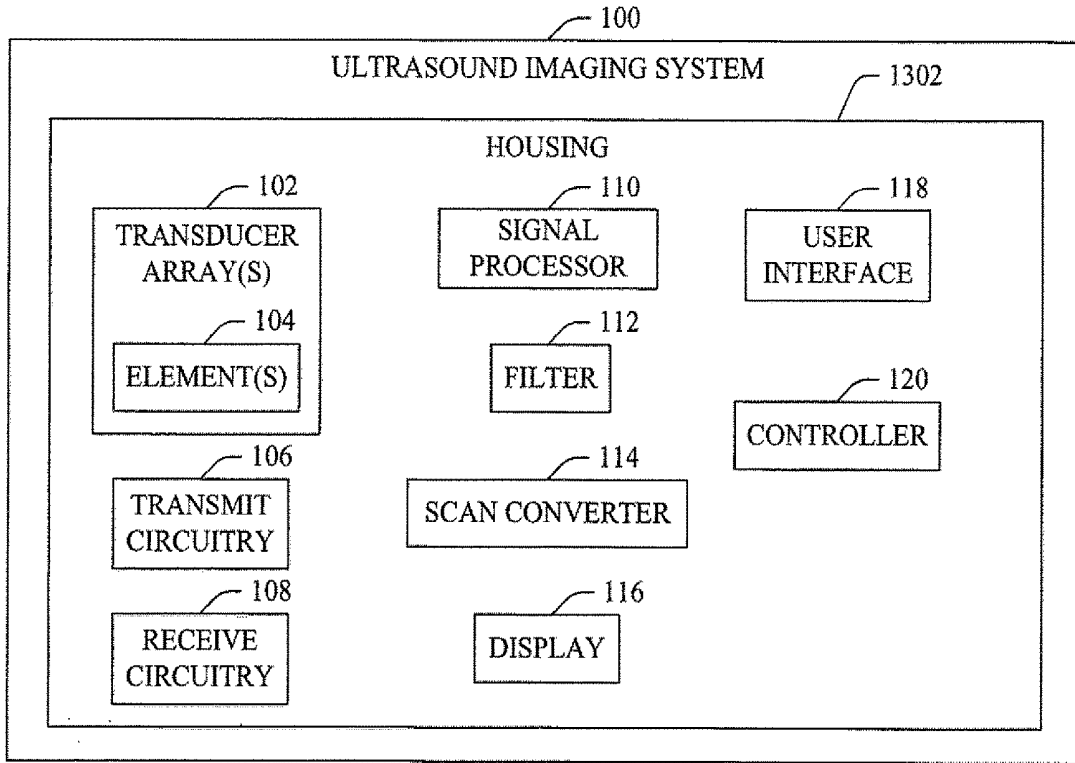 100
ULTRASOUND IMAGING SYSTEM
1302
HOUSING
102
TRANSDUCER
ARRAY(S)
104
ELEMENT(S)
106
TRANSMIT
CIRCUITRY
108
RECEIVE
CIRCUITRY
110
SIGNAL
PROCESSOR
112
FILTER
114
SCAN CONVERTER
116
DISPLAY
118
USER
INTERFACE
120
CONTROLLER